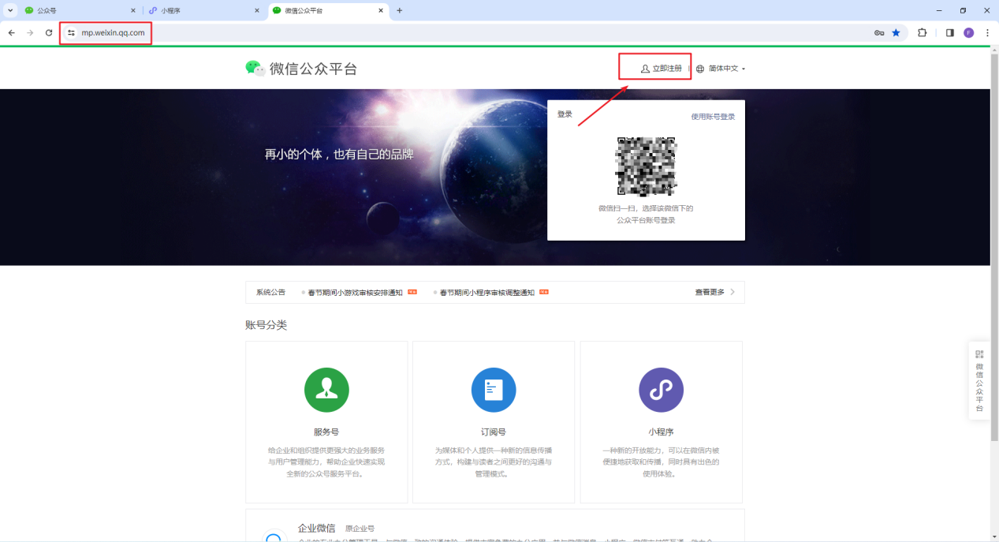 公众号
小程序
微信公众平台
mp.weixin.qq.com
F
微信公众平台
立即注册
简体中文
再小的个体，也有自己的品牌
登录
使用账号登录
微信扫一扫，选择该微信下的
公众平台账号登录
系统公告
春节期间小游戏审核安排通知
春节期间小程序审核调整通知
查看更多
账号分类
服务号
给企业和组织提供更强大的业务服务
与用户管理能力，帮助企业快速实现
全新的公众号服务平台。
订阅号
为媒体和个人提供一种新的信息传播
方式，构建与读者之间更好的沟通与
管理模式。
小程序
一种新的开放能力，可以在微信内被
便捷地获取和传播，同时具有出色的
使用体验。
微信公众平台
企业微信 原企业号